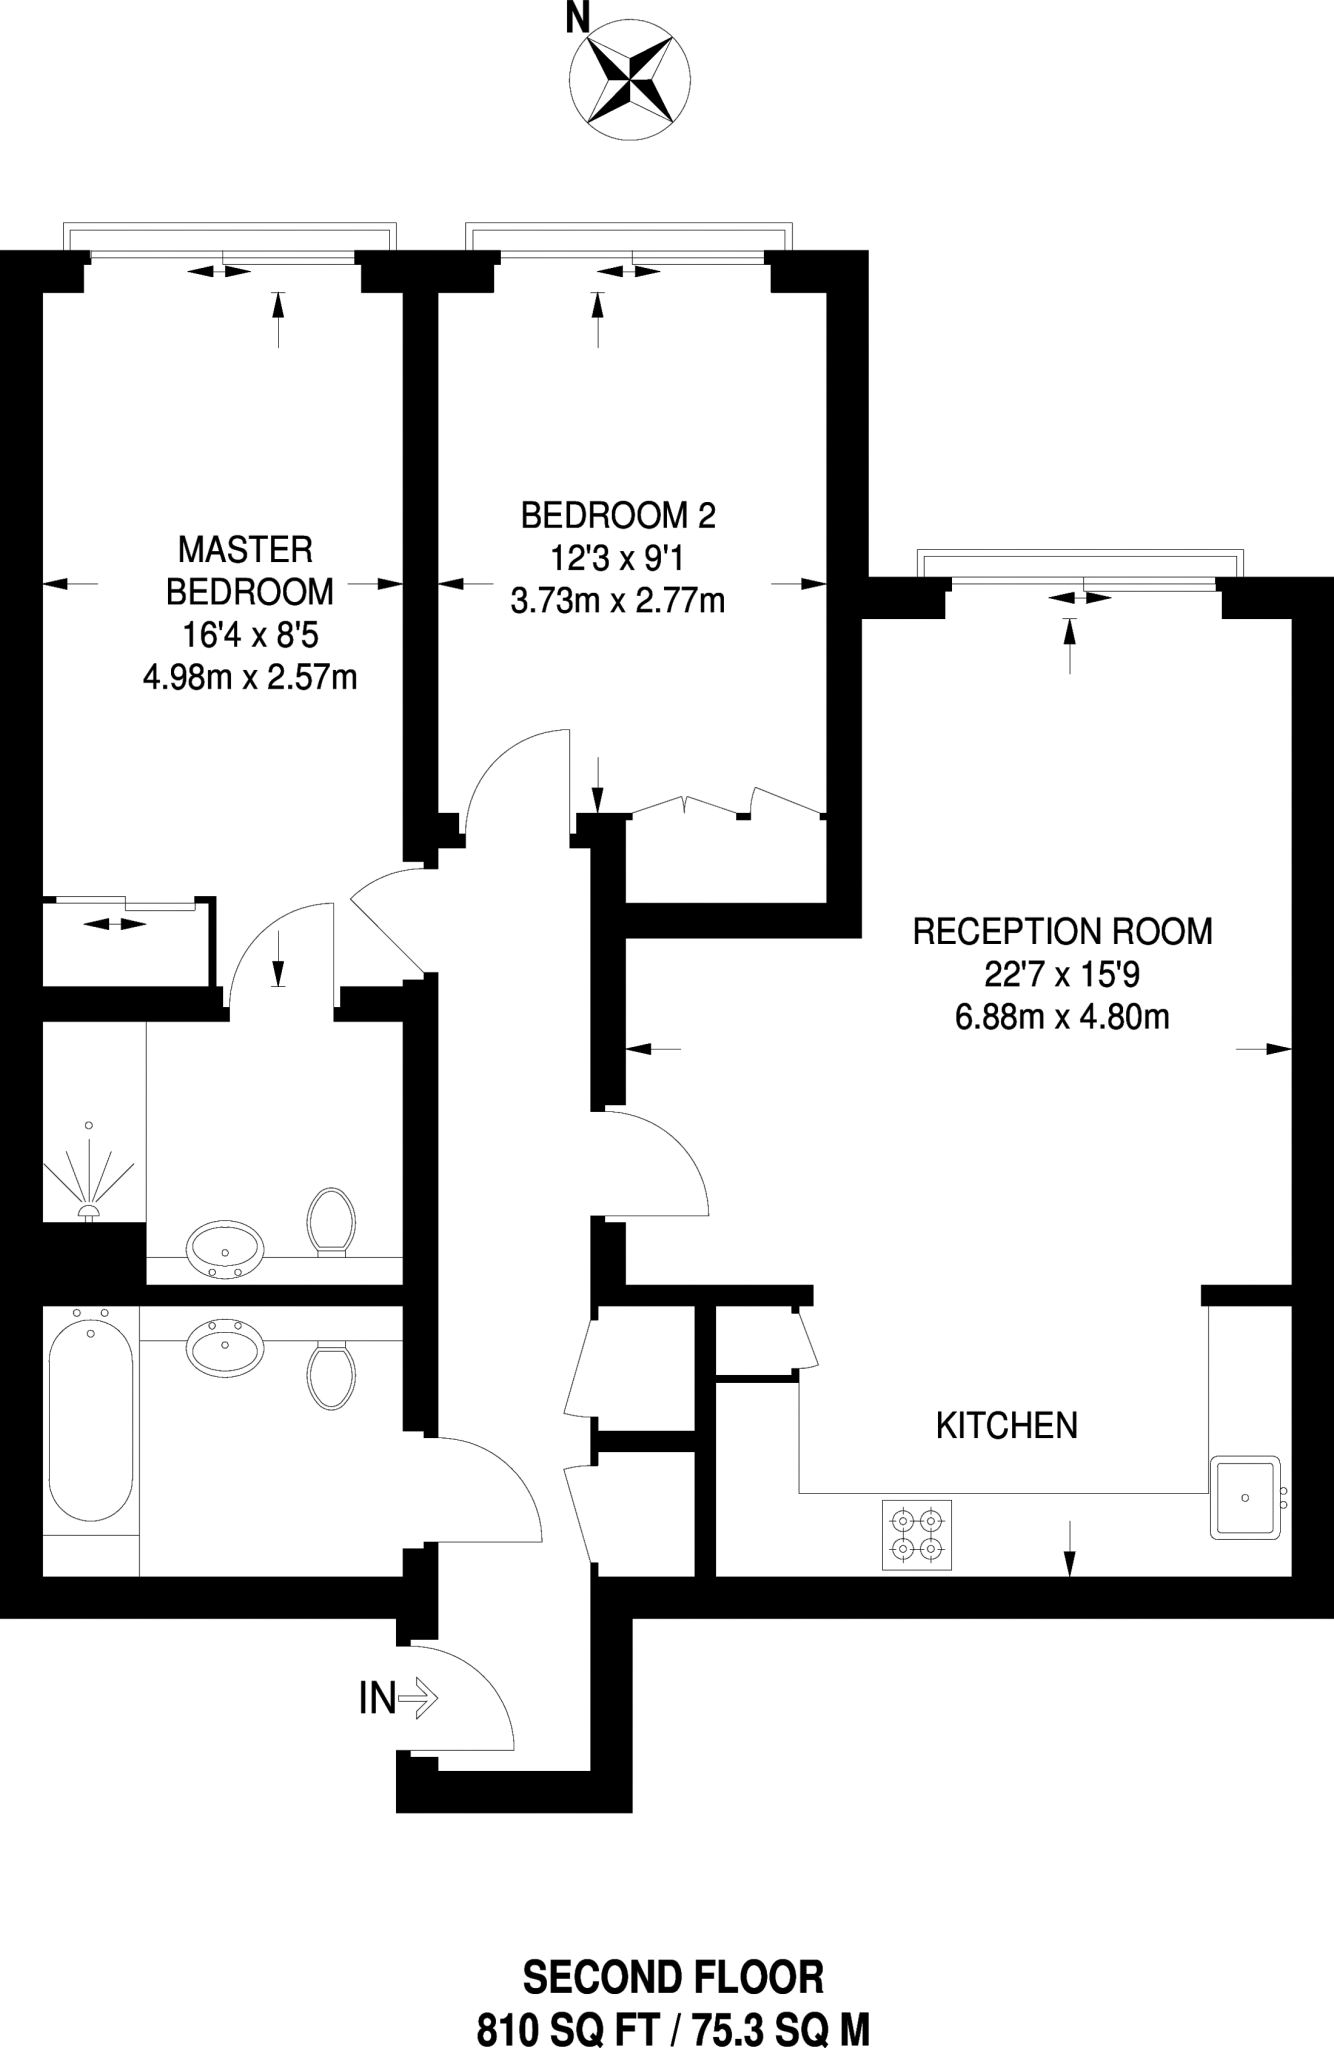 N
MASTER
BEDROOM
16'4 x 8'5
4.98m x 2.57m
BEDROOM 2
12'3 x 9'1
3.73m x 2.77m
RECEPTION ROOM
22'7 x 15'9
6.88m x 4.80m
KITCHEN
IN
SECOND FLOOR
810 SQ FT / 75.3 SQ M